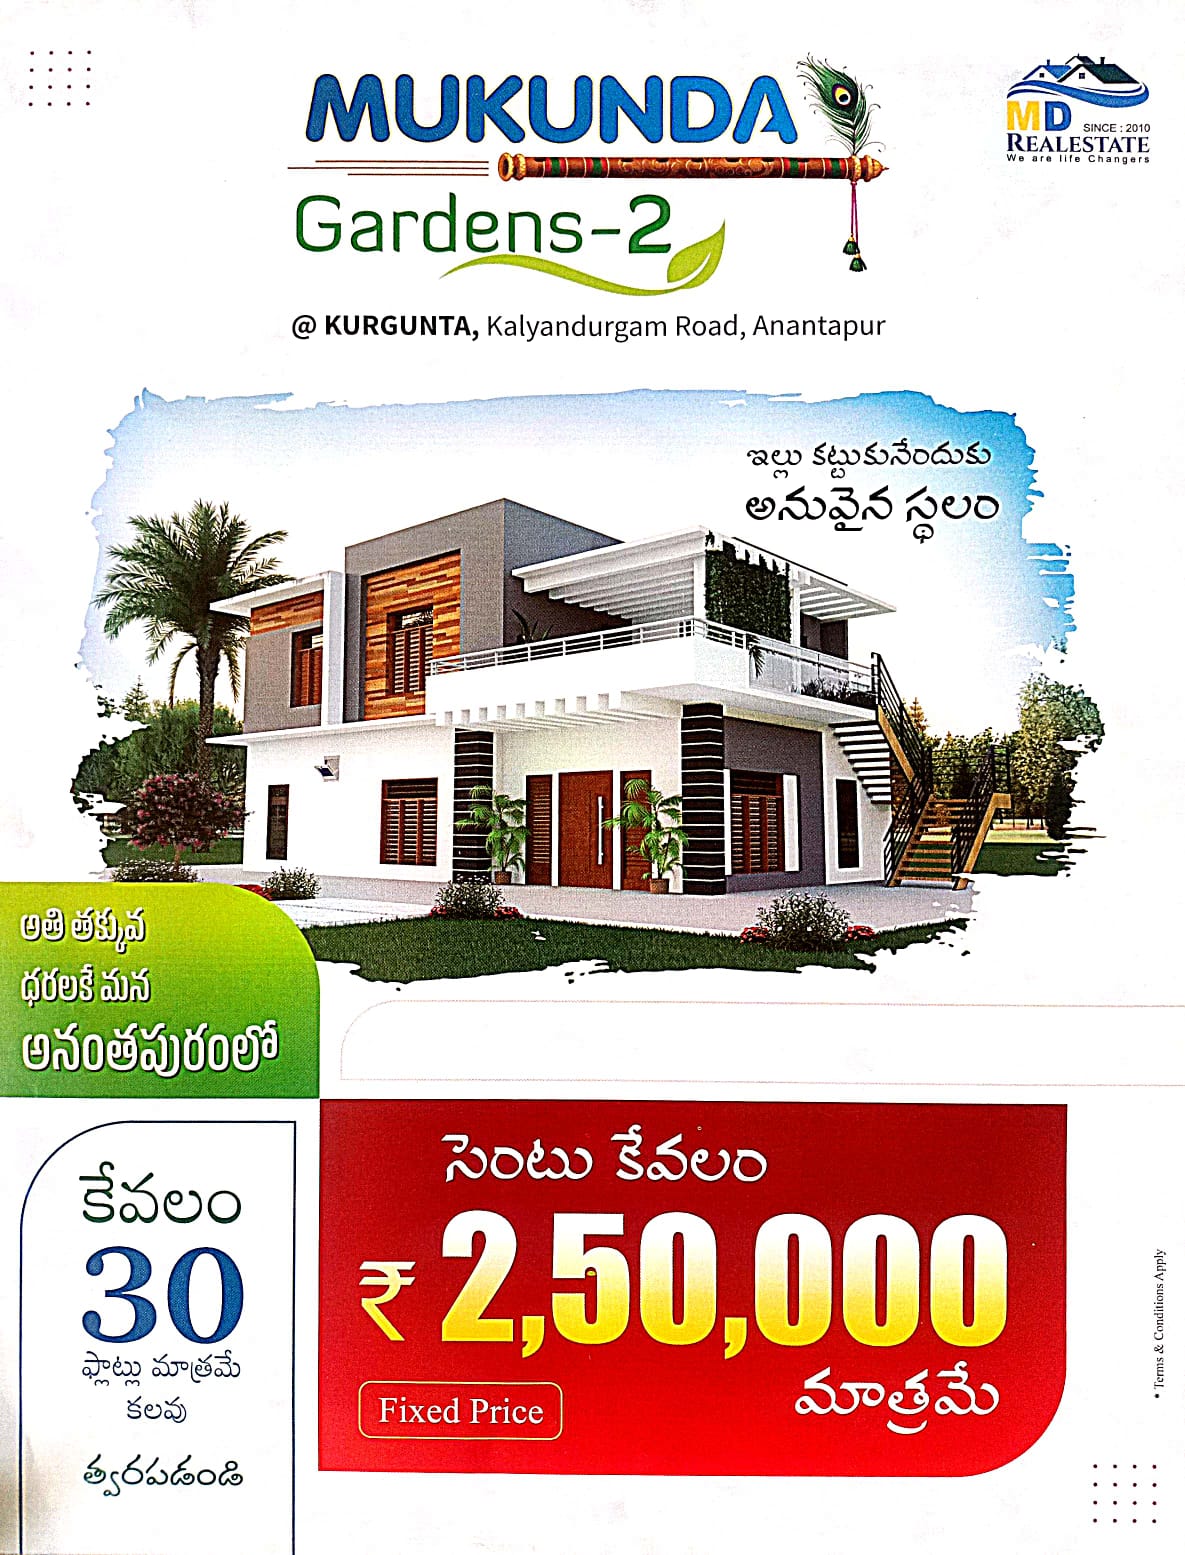 MUKUNDA
Gardens-2
MD
SINCE : 2010
REALESTATE
We are life Changers
@ KURGUNTA, Kalyandurgam Road, Anantapur
ఇల్లు కట్టుకునేందుకు
అనువైన స్థలం
అతి తక్కువ
ధరలకే మన
అనంతపురంలో
కేవలం
30
ఫ్లాట్లు మాత్రమే
కలవు
త్వరపడండి
సెంటు కేవలం
₹ 2,50,000
మాత్రమే
Fixed Price
* Terms & Conditions Apply